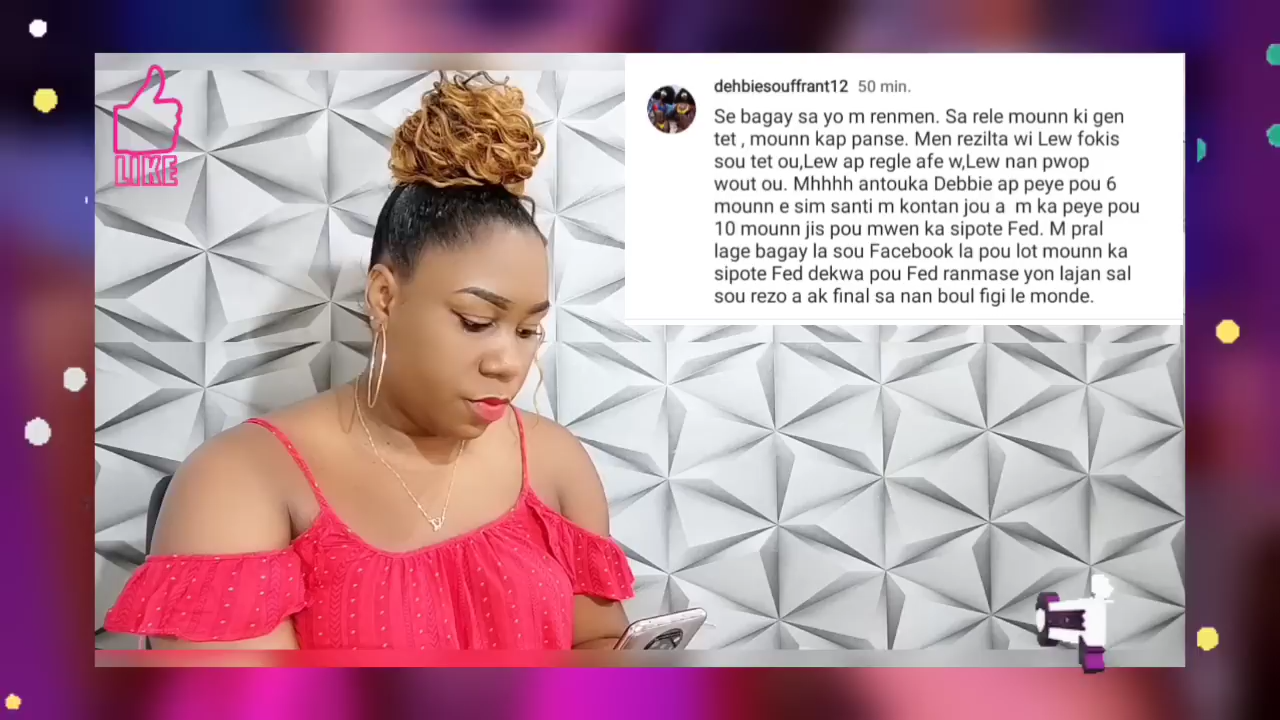 LIKE
dehbiesouffrant12 50 min.
Se bagay sa yo m renmen. Sa rele mounn ki gen
tet , mounn kap panse. Men rezilta wi Lew fokis
sou tet ou,Lew ap regle afe w,Lew nan pwop
wout ou. Mhhhh antouka Debbie ap peye pou 6
mounn e sim santi m kontan jou a m ka peye pou
10 mounn jis pou mwen ka sipote Fed. M pral
lage bagay la sou Facebook la pou lot mounn ka
sipote Fed dekwa pou Fed ranmase yon lajan sal
sou rezo a ak final sa nan boul figi le monde.